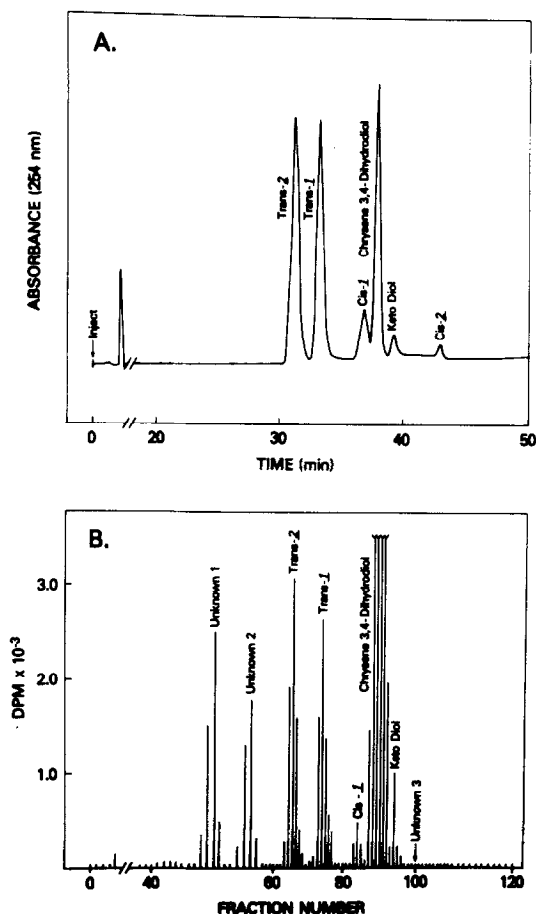 A.
ABSORBANCE (254 nm)
Inject
Trans-2
Trans-1
Cis-1
Chrysene 3,4-Dihydrodiol
Keto Diol
Cis-2
0 20 30 40 50
TIME (min)
B.
DPM x 10-3
3.0
2.0
1.0
Unknown 1
Unknown 2
Trans-2
Trans-1
Cis-1
Chrysene 3,4-Dihydrodiol
Keto Diol
Unknown 3
0 40 60 80 100 120
FRACTION NUMBER